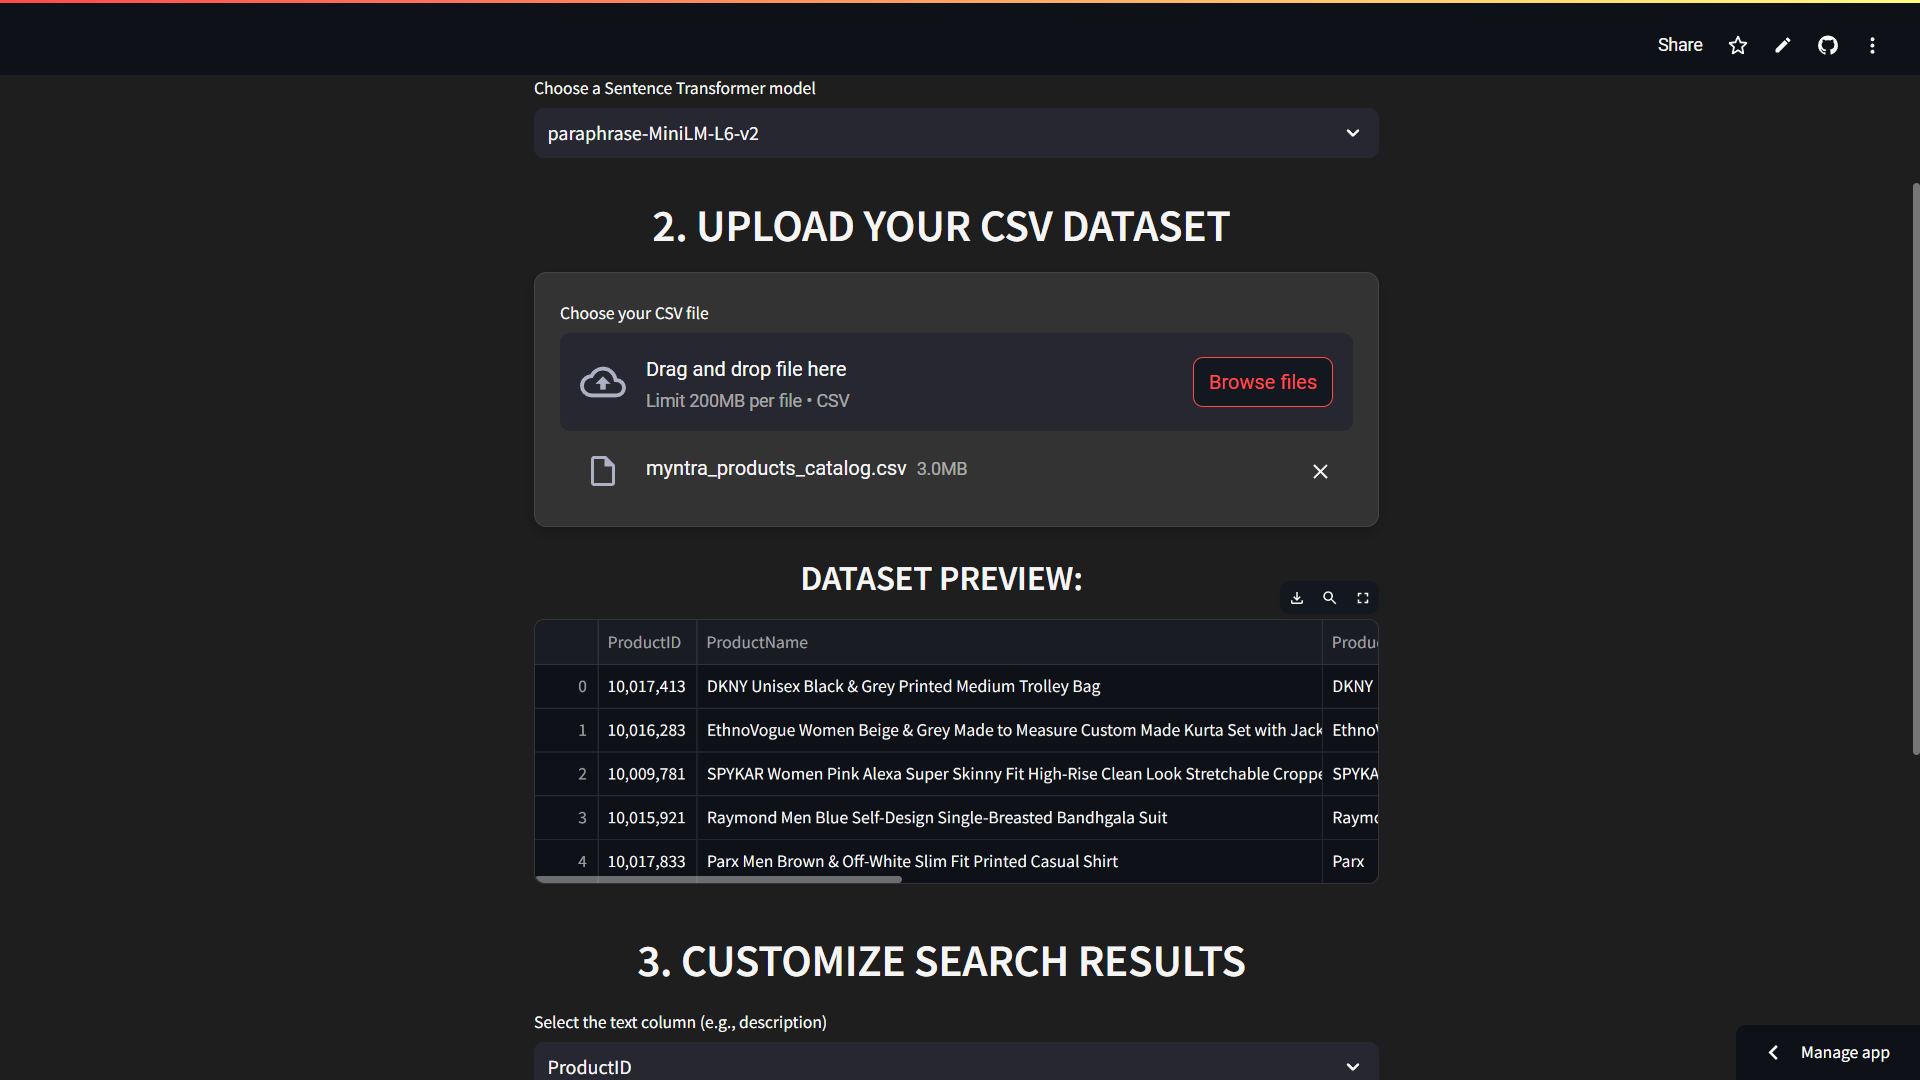 Share
Choose a Sentence Transformer model
paraphrase-MiniLM-L6-v2
2. UPLOAD YOUR CSV DATASET
Choose your CSV file
Drag and drop file here
Limit 200MB per file • CSV
Browse files
myntra_products_catalog.csv 3.0MB
DATASET PREVIEW:
ProductID ProductName Produ
0 10,017,413 DKNY Unisex Black & Grey Printed Medium Trolley Bag DKNY
1 10,016,283 EthnoVogue Women Beige & Grey Made to Measure Custom Made Kurta Set with Jack Ethno
2 10,009,781 SPYKAR Women Pink Alexa Super Skinny Fit High-Rise Clean Look Stretchable Croppe SPYKA
3 10,015,921 Raymond Men Blue Self-Design Single-Breasted Bandhgala Suit Raymo
4 10,017,833 Parx Men Brown & Off-White Slim Fit Printed Casual Shirt Parx
3. CUSTOMIZE SEARCH RESULTS
Select the text column (e.g., description)
ProductID
Manage app